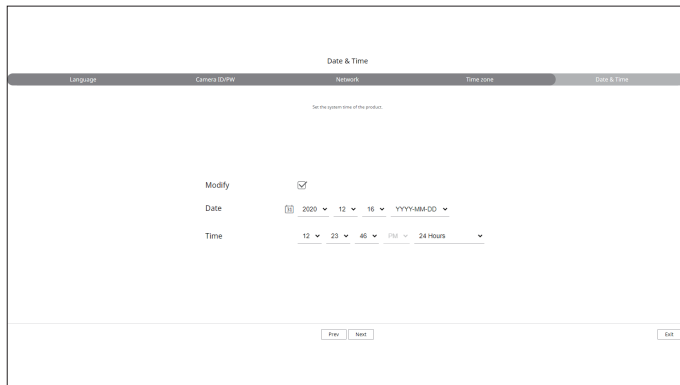 Date & Time
Language Camera ID/PW Network Time zone Date & Time
Set the system time of the product.
Modify
Date 31 2020 12 16 YYYY-MM-DD
Time 12 23 46 PM 24 Hours
Prev Next Exit